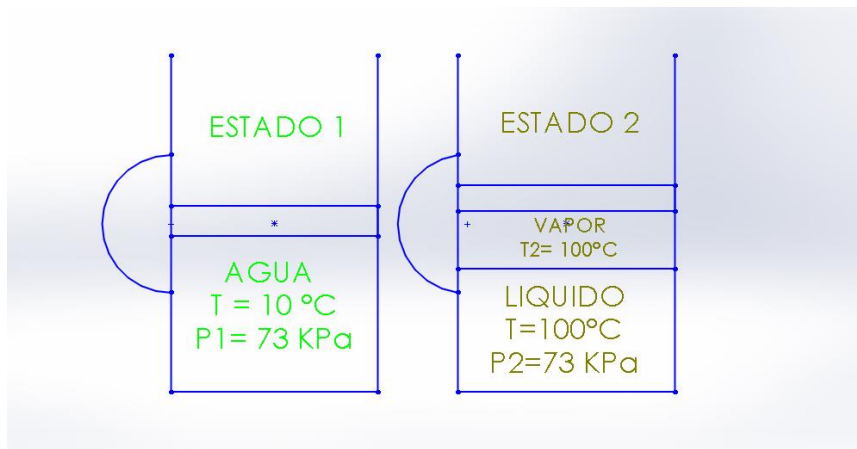 ESTADO 1
AGUA
T = 10 °C
P1= 73 KPa
ESTADO 2
VAPOR
T2= 100°C
LIQUIDO
T=100°C
P2=73 KPa